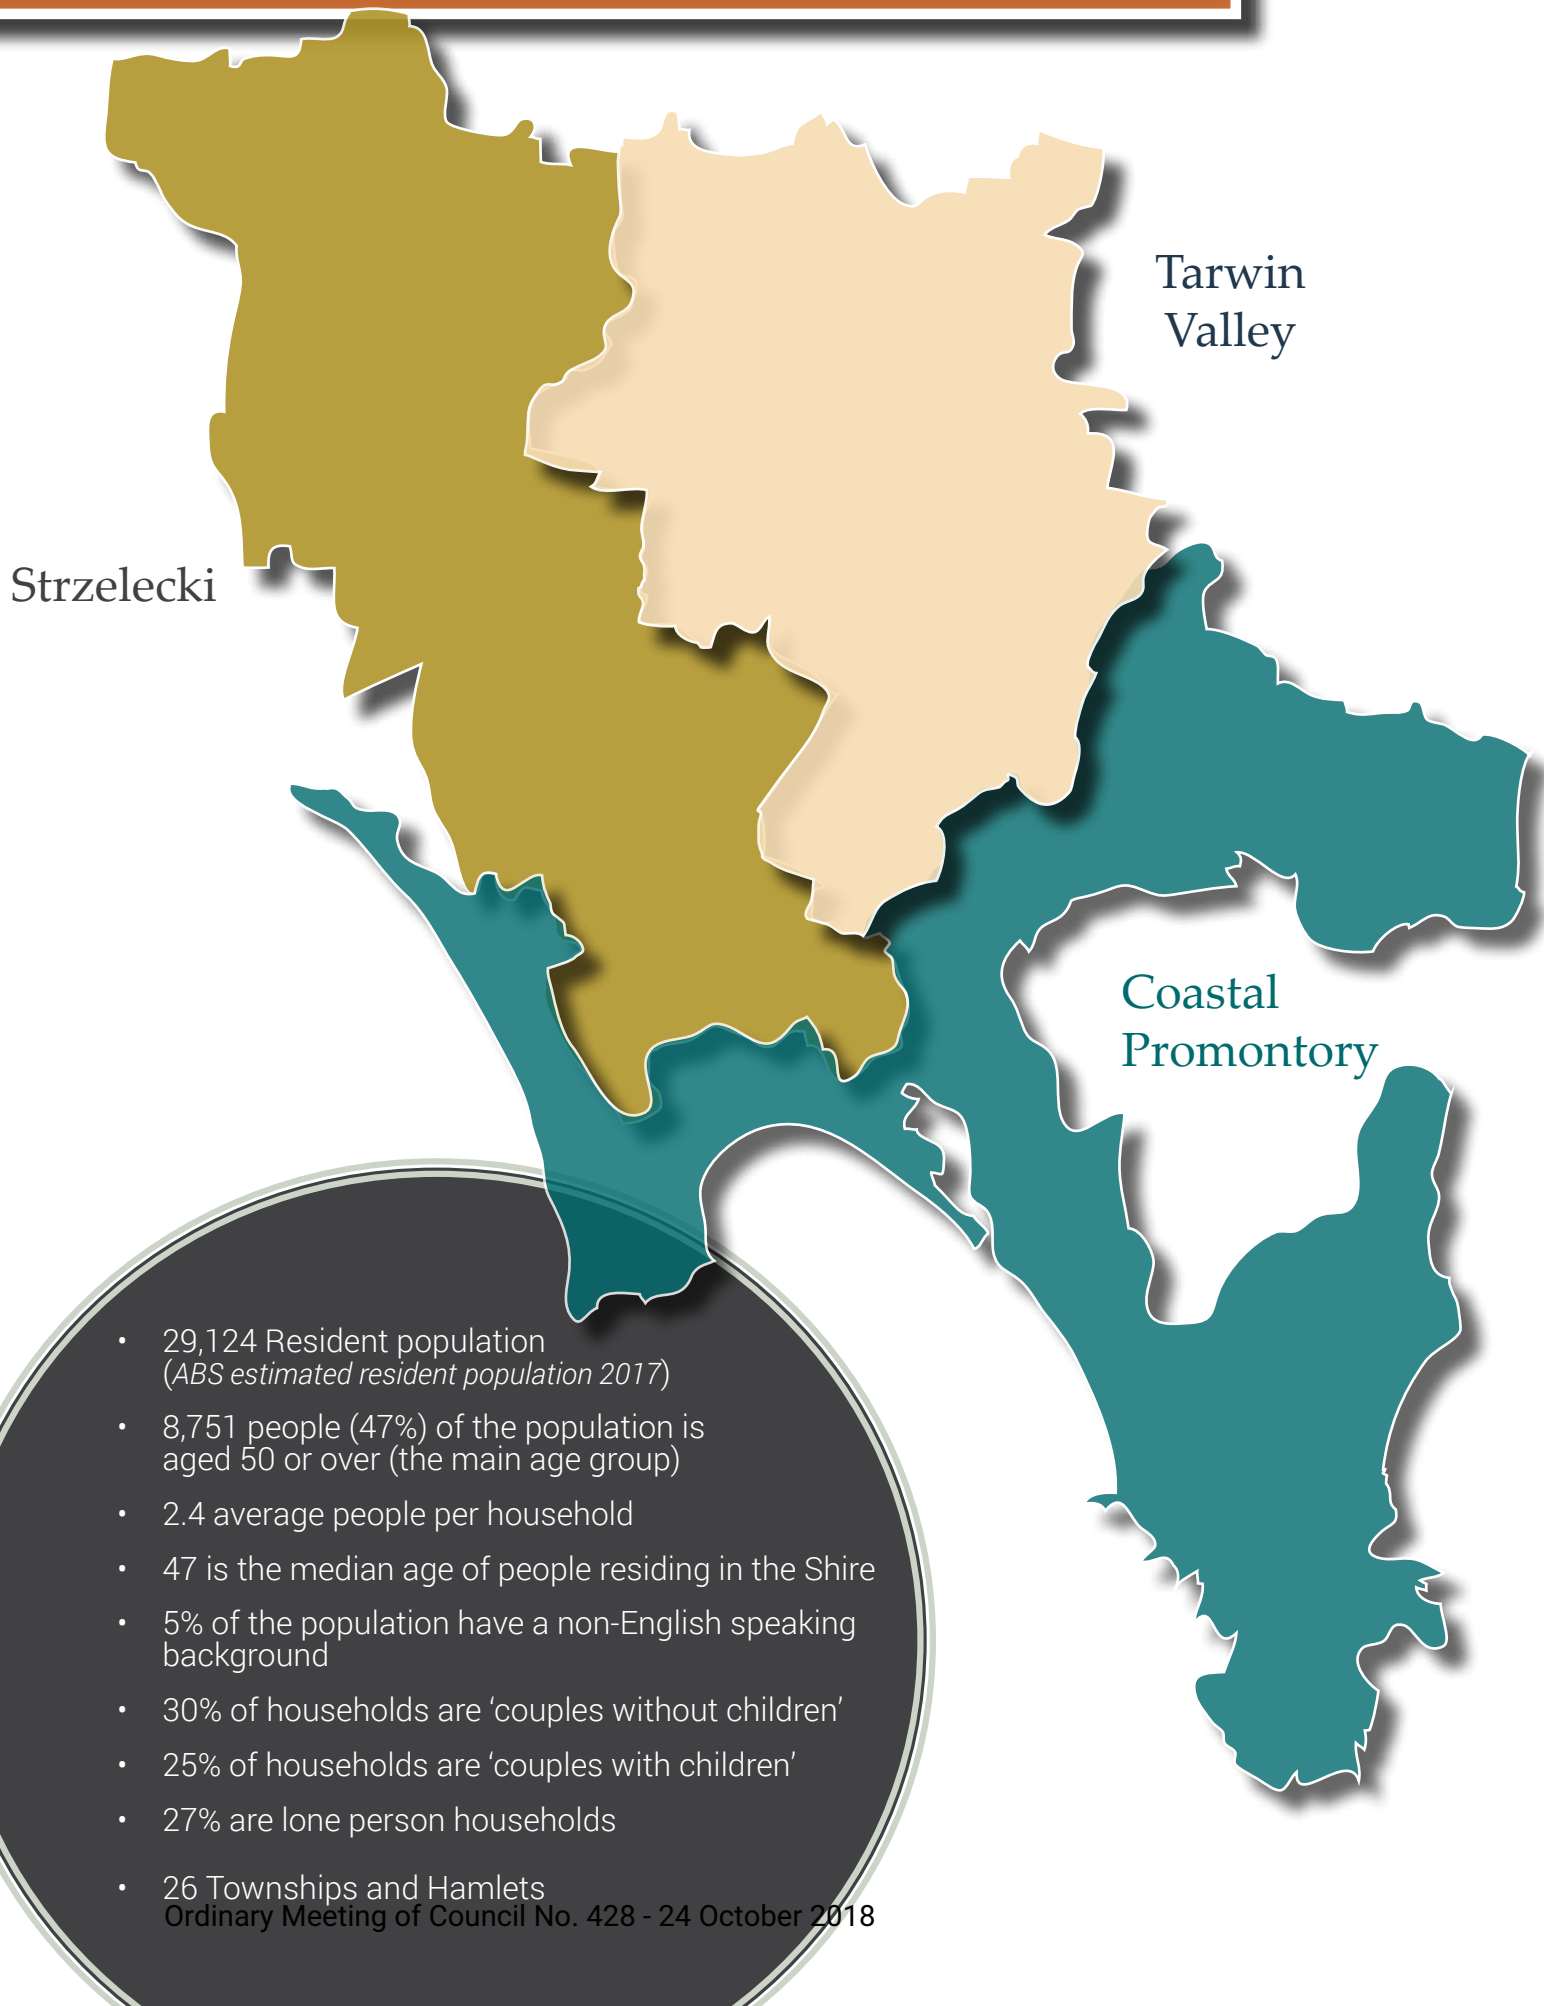 Tarwin
Valley
Strzelecki
Coastal
Promontory
• 29,124 Resident population
(ABS estimated resident population 2017)
• 8,751 people (47%) of the population is
aged 50 or over (the main age group)
• 2.4 average people per household
• 47 is the median age of people residing in the Shire
• 5% of the population have a non-English speaking
background
• 30% of households are ‘couples without children’
• 25% of households are ‘couples with children’
• 27% are lone person households
• 26 Townships and Hamlets
Ordinary Meeting of Council No. 428 - 24 October 2018